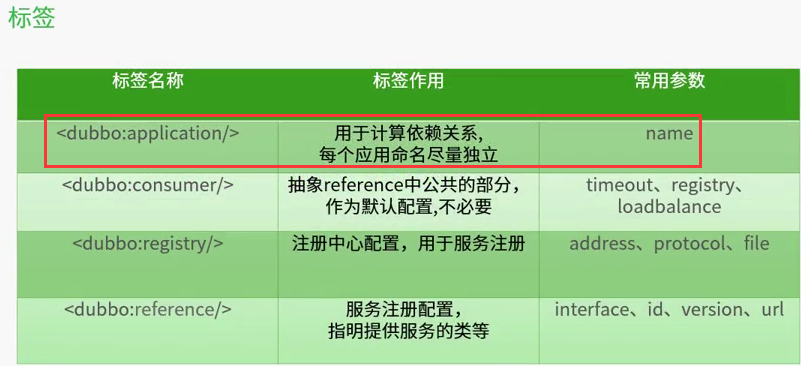 标签
标签名称 标签作用 常用参数
<dubbo:application/> 用于计算依赖关系, name
每个应用命名尽量独立
<dubbo:consumer/> 抽象reference中公共的部分， timeout、registry、
作为默认配置,不必要 loadbalance
<dubbo:registry/> 注册中心配置，用于服务注册 address、protocol、file
<dubbo:reference/> 服务注册配置， interface、id、version、url
指明提供服务的类等